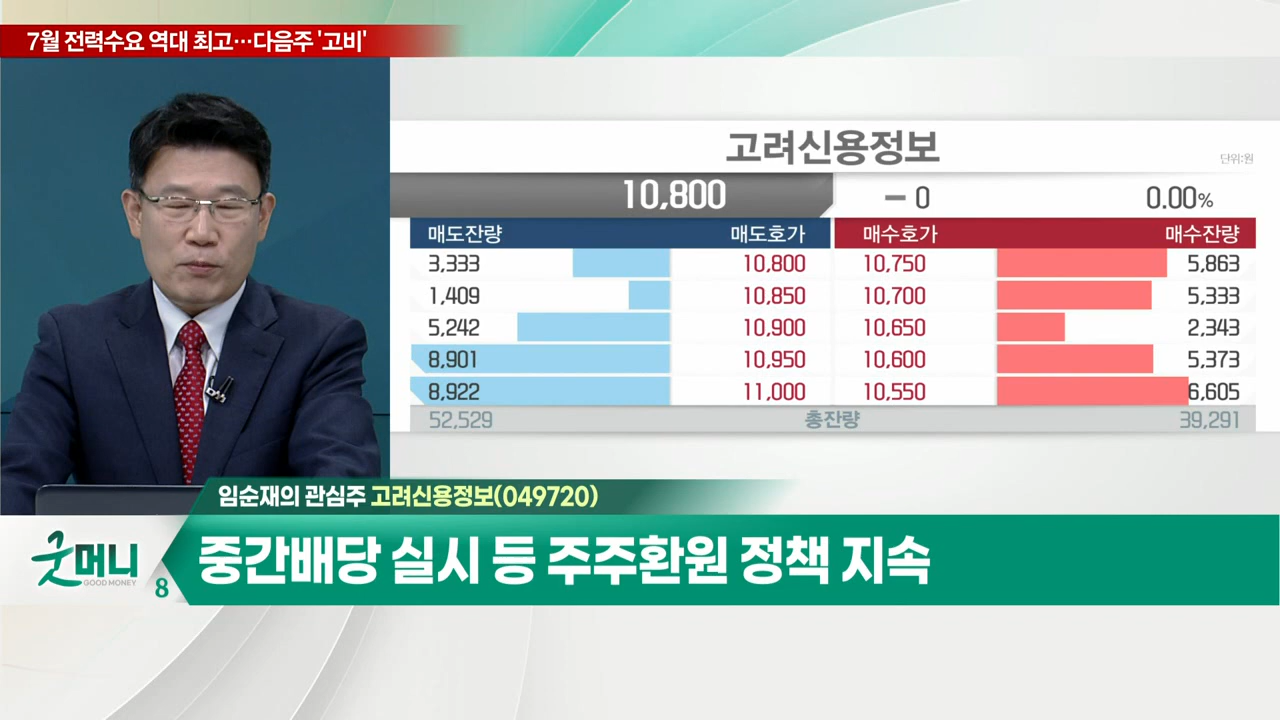 7월 전력수요 역대 최고…다음주 '고비'
고려신용정보
단위:원
10,800 - 0 0.00%
매도잔량 매도호가 매수호가 매수잔량
3,333 10,800 10,750 5,863
1,409 10,850 10,700 5,333
5,242 10,900 10,650 2,343
8,901 10,950 10,600 5,373
8,922 11,000 10,550 6,605
52,529 총잔량 39,291
임순재의 관심주 고려신용정보(049720)
중간배당 실시 등 주주환원 정책 지속
굿머니
GOOD MONEY
8